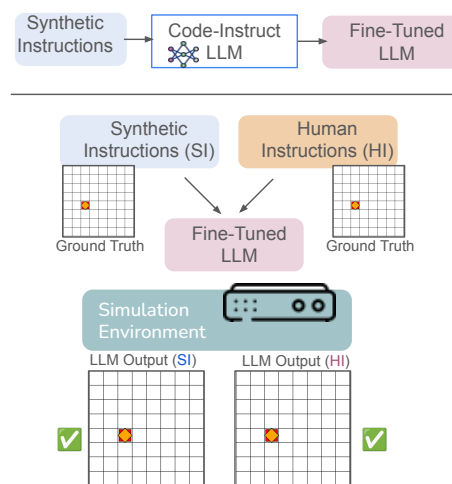 Synthetic
Instructions
Code-Instruct
LLM
Fine-Tuned
LLM
Synthetic
Instructions (SI)
Human
Instructions (HI)
Ground Truth
Ground Truth
Fine-Tuned
LLM
Simulation
Environment
LLM Output (SI)
LLM Output (HI)